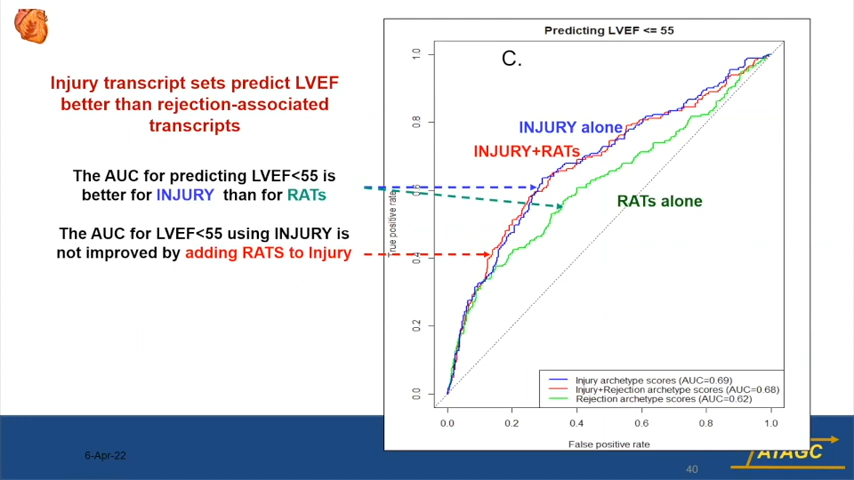 Injury transcript sets predict LVEF
better than rejection-associated
transcripts
The AUC for predicting LVEF<55 is
better for INJURY than for RATs
The AUC for LVEF<55 using INJURY is
not improved by adding RATS to Injury
Predicting LVEF <= 55
C.
INJURY alone
INJURY+RATs
RATs alone
True positive rate
1.0
0.8
0.6
0.4
0.2
0.0
Injury archetype scores (AUC=0.69)
Injury+Rejection archetype scores (AUC=0.68)
Rejection archetype scores (AUC=0.62)
0.0 0.2 0.4 0.6 0.8 1.0
False positive rate
6-Apr-22
40
ATAGC